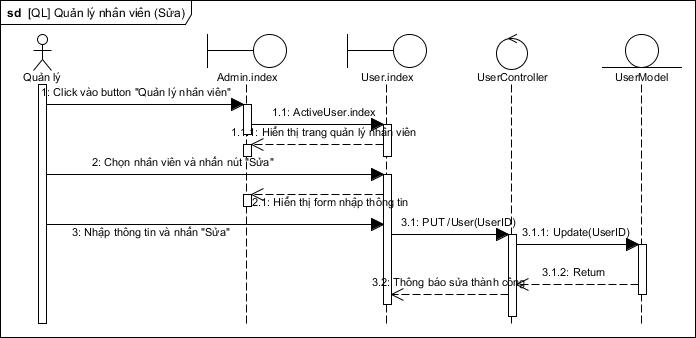 sd [QL] Quản lý nhân viên (Sửa)
Quản lý
Admin.index
User.index
UserController
UserModel
1: Click vào button "Quản lý nhân viên"
1.1: ActiveUser.index
1.1.1: Hiển thị trang quản lý nhân viên
2: Chọn nhân viên và nhấn nút "Sửa"
2.1: Hiển thị form nhập thông tin
3: Nhập thông tin và nhấn "Sửa"
3.1: PUT /User(UserID)
3.1.1: Update(UserID)
3.1.2: Return
3.2: Thông báo sửa thành công